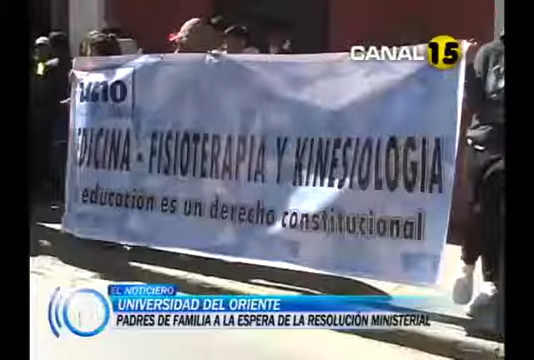 CANAL 15
uno
DICINA - FISIOTERAPIA Y KINESIOLOGIA
educación es un derecho constitucional
EL NOTICIERO
UNIVERSIDAD DEL ORIENTE
PADRES DE FAMILIA A LA ESPERA DE LA RESOLUCIÓN MINISTERIAL